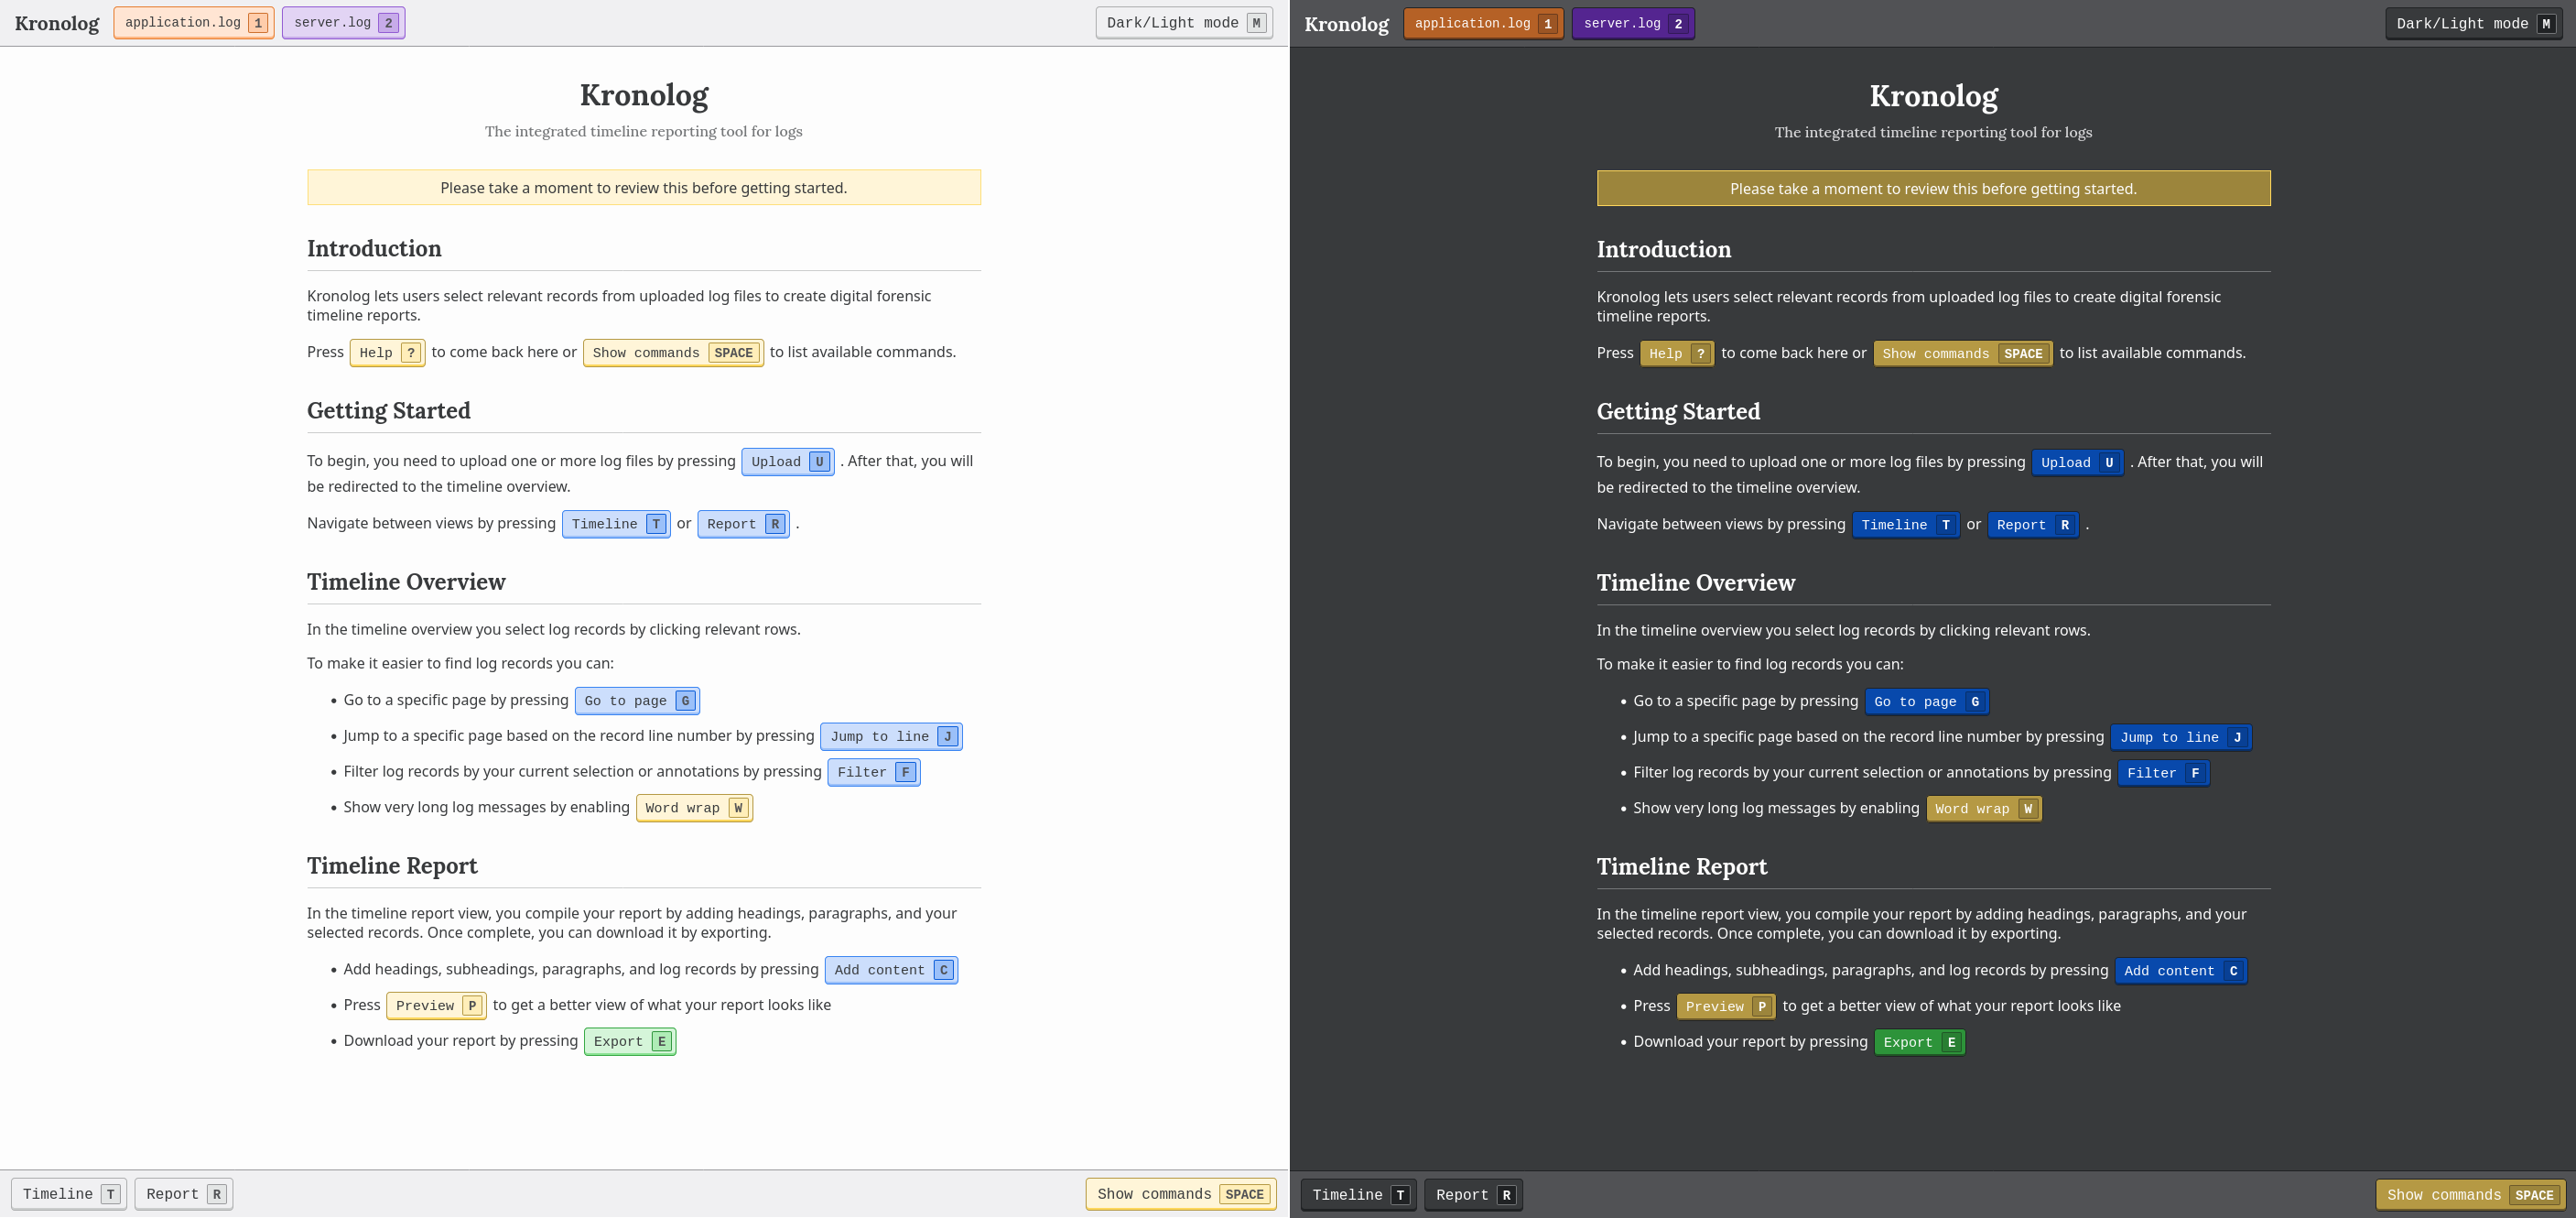 Kronolog application.log 1 server.log 2 Dark/Light mode M
Kronolog
The integrated timeline reporting tool for logs
Please take a moment to review this before getting started.
Introduction
Kronolog lets users select relevant records from uploaded log files to create digital forensic
timeline reports.
Press Help ? to come back here or Show commands SPACE to list available commands.
Getting Started
To begin, you need to upload one or more log files by pressing Upload U . After that, you will
be redirected to the timeline overview.
Navigate between views by pressing Timeline T or Report R .
Timeline Overview
In the timeline overview you select log records by clicking relevant rows.
To make it easier to find log records you can:
• Go to a specific page by pressing Go to page G
• Jump to a specific page based on the record line number by pressing Jump to line J
• Filter log records by your current selection or annotations by pressing Filter F
• Show very long log messages by enabling Word wrap W
Timeline Report
In the timeline report view, you compile your report by adding headings, paragraphs, and your
selected records. Once complete, you can download it by exporting.
• Add headings, subheadings, paragraphs, and log records by pressing Add content C
• Press Preview P to get a better view of what your report looks like
• Download your report by pressing Export E
Timeline T Report R Show commands SPACE
Kronolog application.log 1 server.log 2 Dark/Light mode M
Kronolog
The integrated timeline reporting tool for logs
Please take a moment to review this before getting started.
Introduction
Kronolog lets users select relevant records from uploaded log files to create digital forensic
timeline reports.
Press Help ? to come back here or Show commands SPACE to list available commands.
Getting Started
To begin, you need to upload one or more log files by pressing Upload U . After that, you will
be redirected to the timeline overview.
Navigate between views by pressing Timeline T or Report R .
Timeline Overview
In the timeline overview you select log records by clicking relevant rows.
To make it easier to find log records you can:
• Go to a specific page by pressing Go to page G
• Jump to a specific page based on the record line number by pressing Jump to line J
• Filter log records by your current selection or annotations by pressing Filter F
• Show very long log messages by enabling Word wrap W
Timeline Report
In the timeline report view, you compile your report by adding headings, paragraphs, and your
selected records. Once complete, you can download it by exporting.
• Add headings, subheadings, paragraphs, and log records by pressing Add content C
• Press Preview P to get a better view of what your report looks like
• Download your report by pressing Export E
Timeline T Report R Show commands SPACE